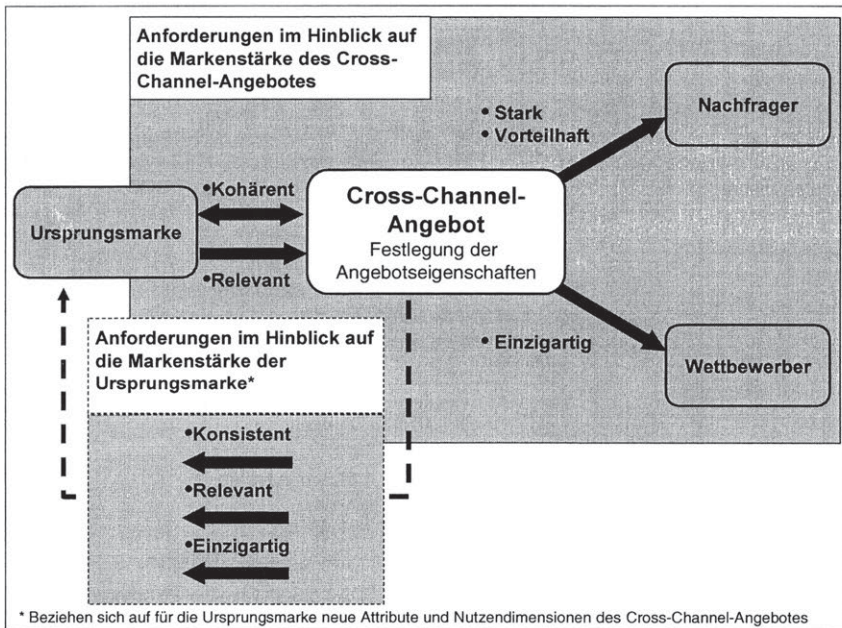 Anforderungen im Hinblick auf
die Markenstärke des Cross-
Channel-Angebotes
• Stark
• Vorteilhaft
Nachfrager
•Kohärent
Ursprungsmarke
•Relevant
Cross-Channel-
Angebot
Festlegung der
Angebotseigenschaften
• Einzigartig
Wettbewerber
Anforderungen im Hinblick auf
die Markenstärke der
Ursprungsmarke*
•Konsistent
•Relevant
•Einzigartig
* Beziehen sich auf für die Ursprungsmarke neue Attribute und Nutzendimensionen des Cross-Channel-Angebotes